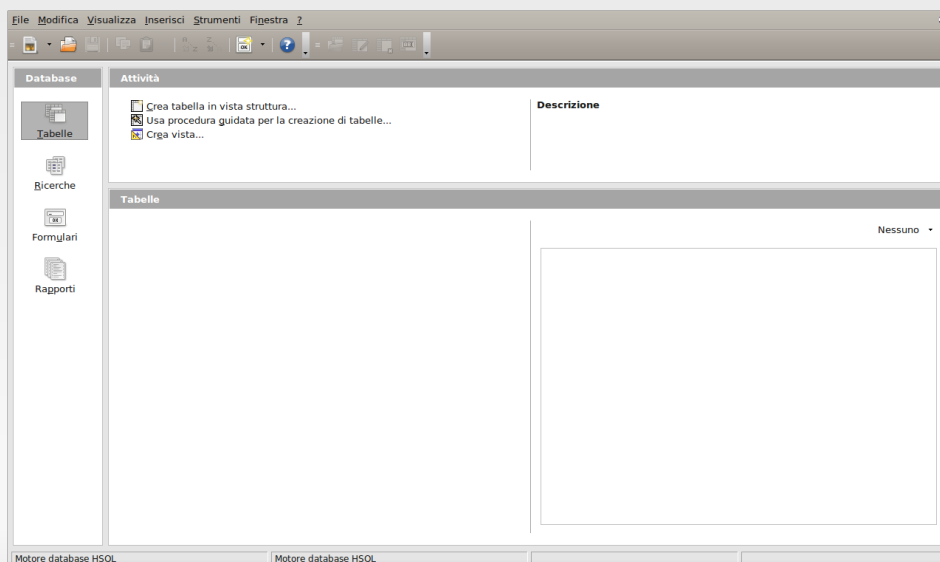 File Modifica Visualizza Inserisci Strumenti Finestra ?
Database
Attività
Tabelle
Ricerche
Formulari
Rapporti
Crea tabella in vista struttura...
Usa procedura guidata per la creazione di tabelle...
Crea vista...
Descrizione
Tabelle
Nessuno
Motore database HSQL
Motore database HSQL